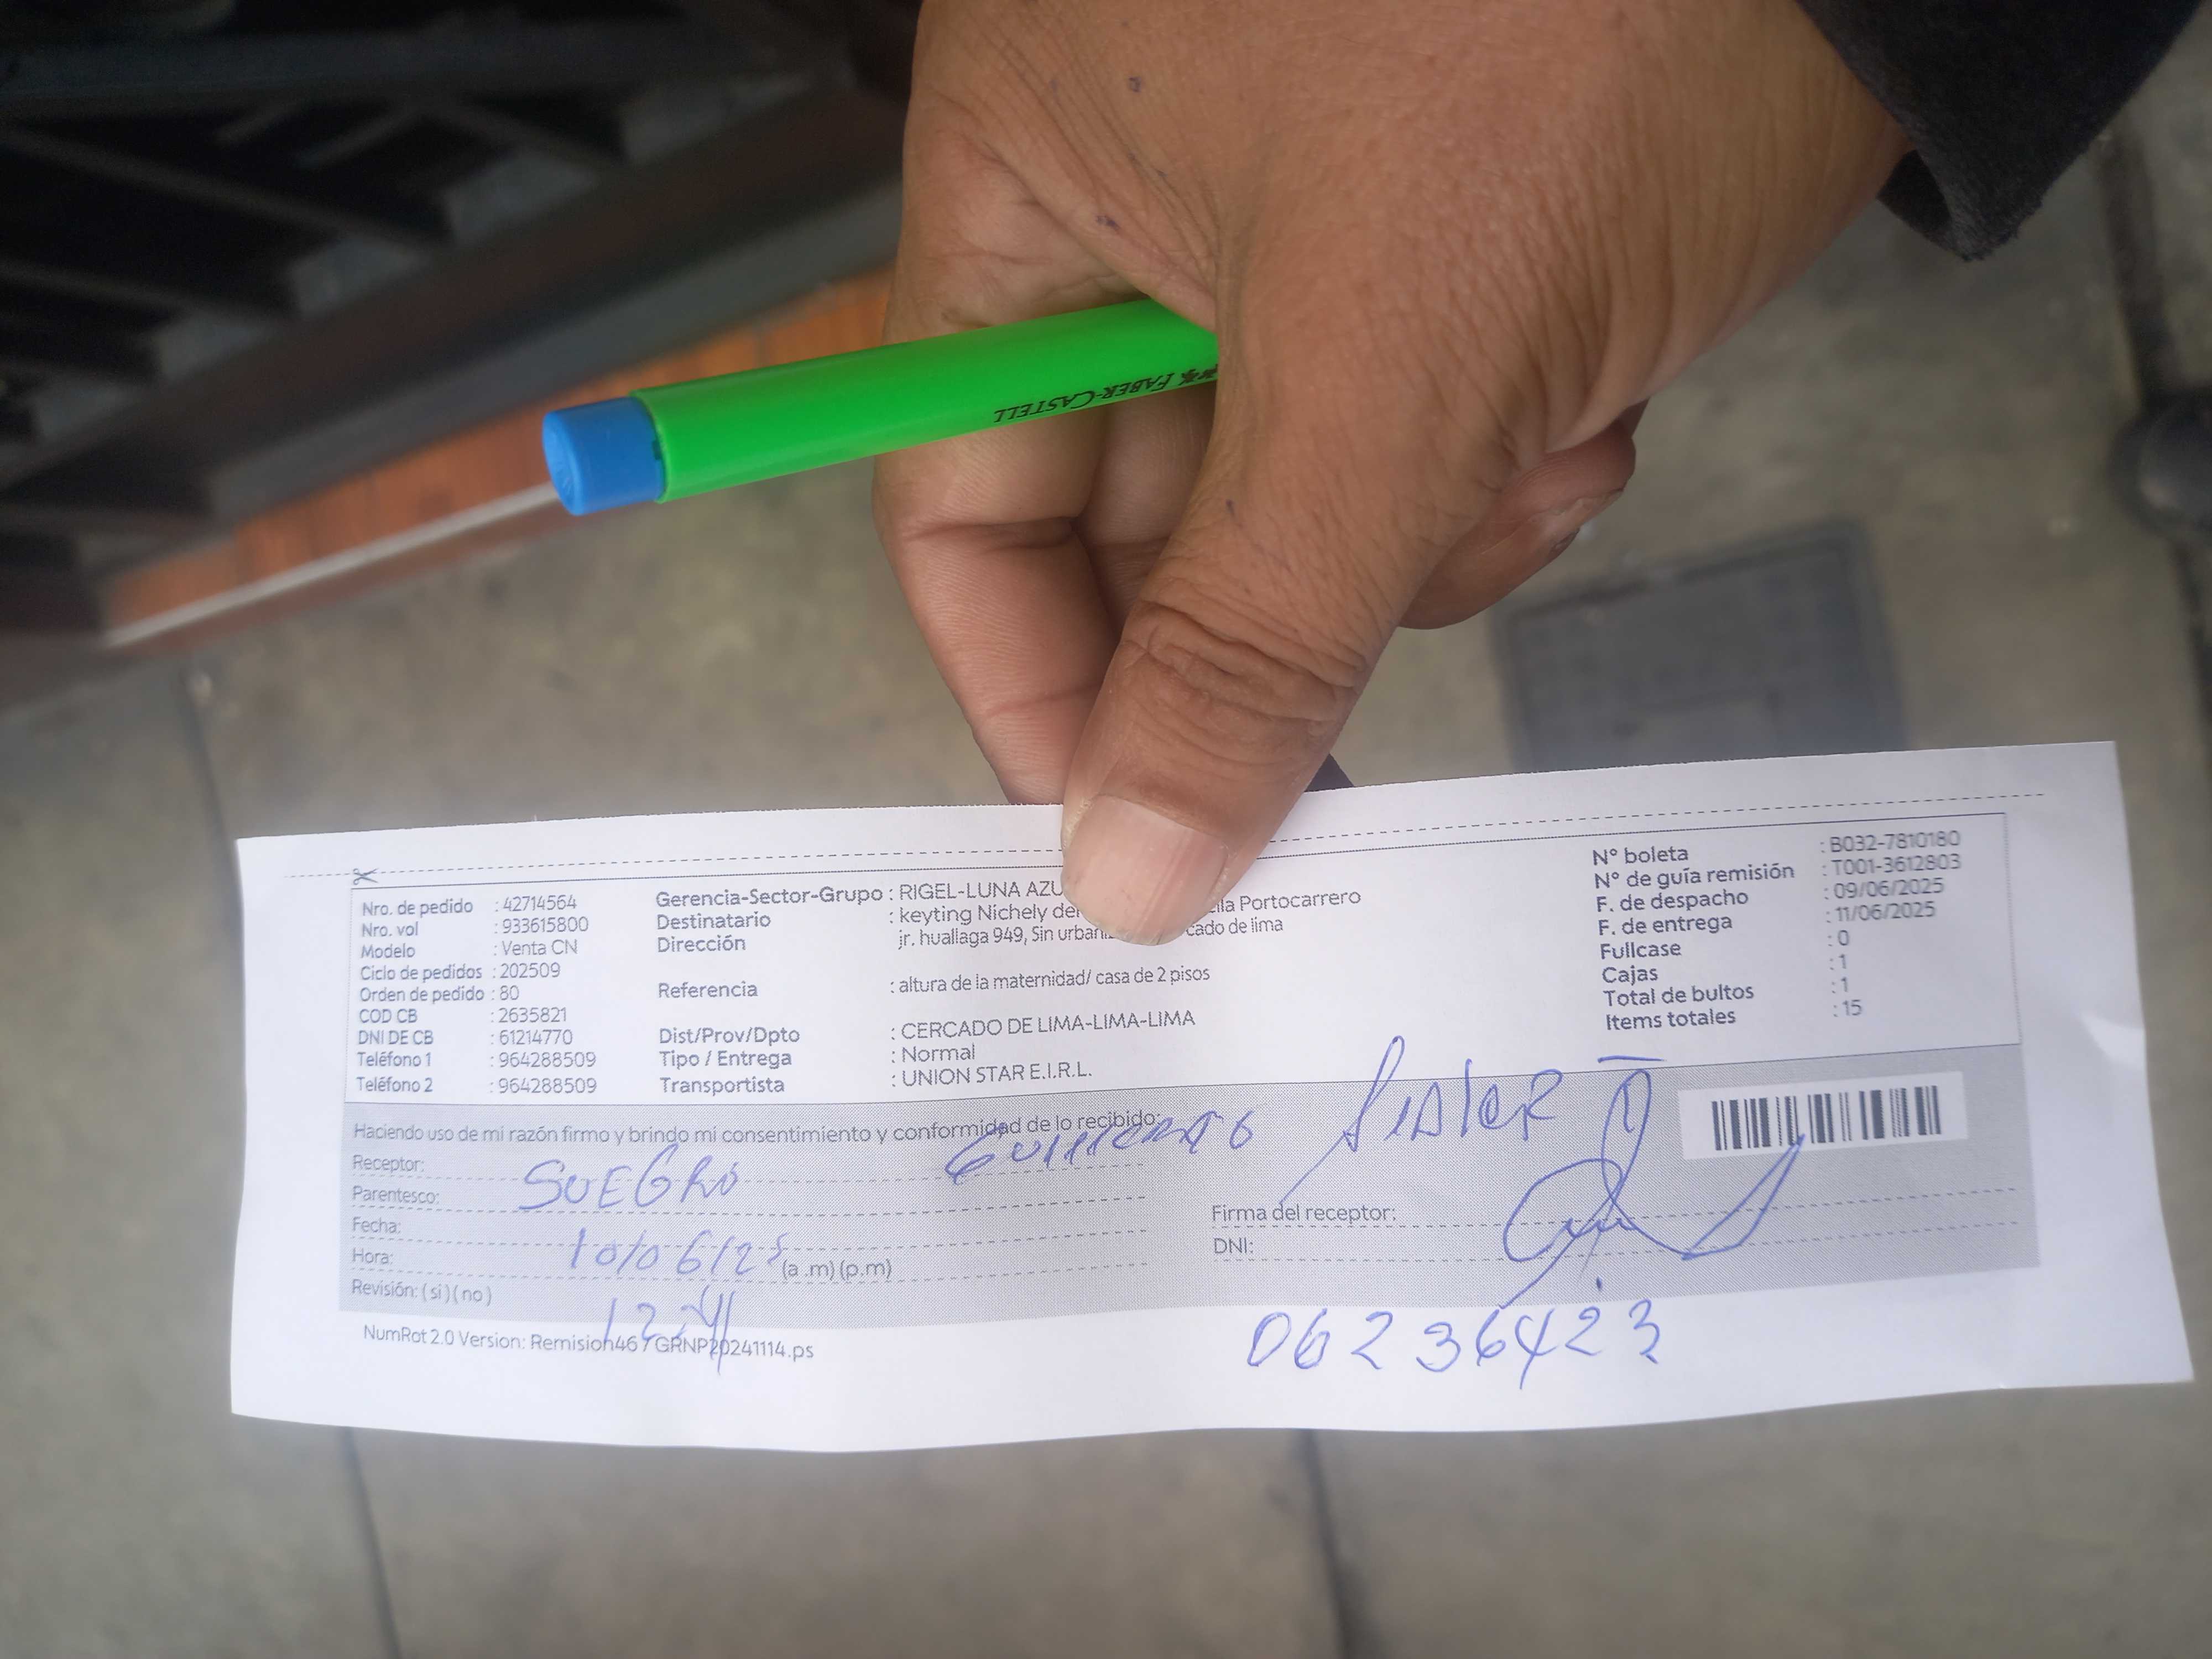 FABER-CASTELL
Nro. de pedido : 42714564
Nro. vol : 933615800
Modelo : Venta CN
Ciclo de pedidos : 202509
Orden de pedido : 80
COD CB : 2635821
DNI DE CB : 61214770
Teléfono 1 : 964288509
Teléfono 2 : 964288509
Gerencia-Sector-Grupo : RIGEL-LUNA AZU
Destinatario : keyting Nichely del Portocarrero
Dirección jr. huallaga 949, Sin urbani cado de lima
Referencia : altura de la maternidad/ casa de 2 pisos
Dist/Prov/Dpto : CERCADO DE LIMA-LIMA-LIMA
Tipo / Entrega : Normal
Transportista : UNION STAR E.I.R.L.
N° boleta : B032-7810180
N° de guía remisión : T001-3612803
F. de despacho : 09/06/2025
F. de entrega : 11/06/2025
Fullcase : 0
Cajas : 1
Total de bultos : 1
Items totales : 15
Haciendo uso de mi razón firmo y brindo mi consentimiento y conformidad de lo recibido:
Receptor:
Parentesco: SUEGRO
Fecha: 10/06/25
Hora: (a .m) (p.m)
Revisión: ( si ) ( no )
Firma del receptor:
DNI:
06236423
NumRot 2.0 Version: Remision467GRNP20241114.ps